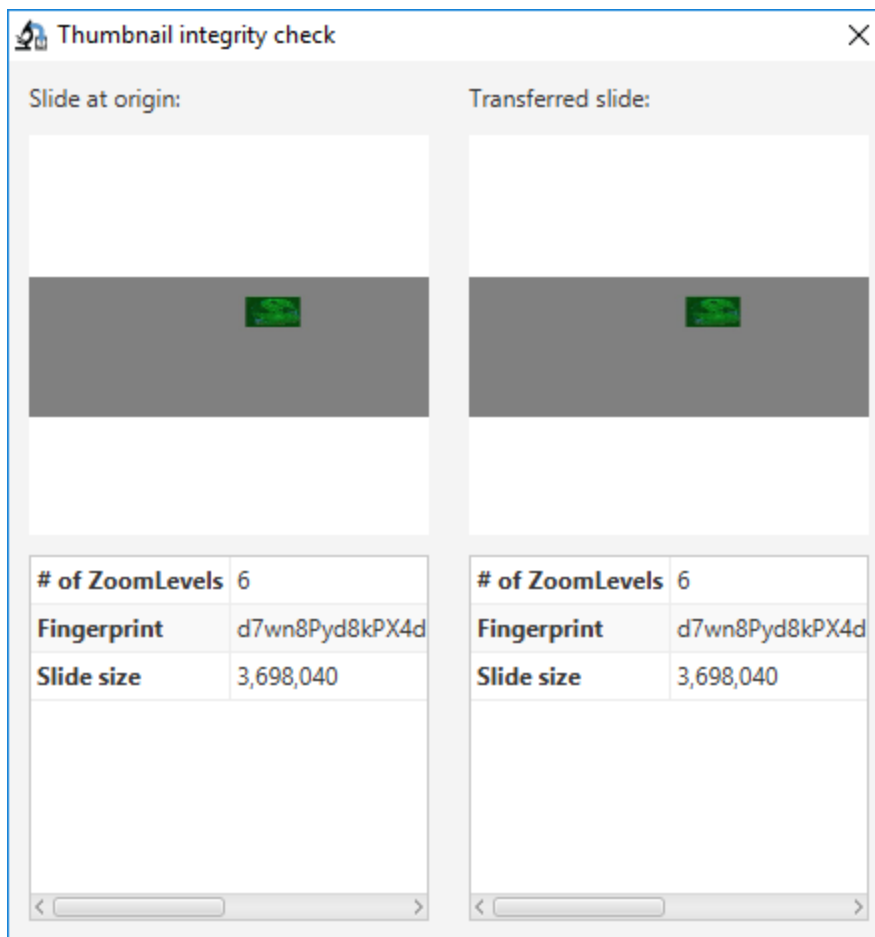 Thumbnail integrity check
Slide at origin:
Transferred slide:
# of ZoomLevels 6
Fingerprint d7wn8Pyd8kPX4d
Slide size 3,698,040
# of ZoomLevels 6
Fingerprint d7wn8Pyd8kPX4d
Slide size 3,698,040